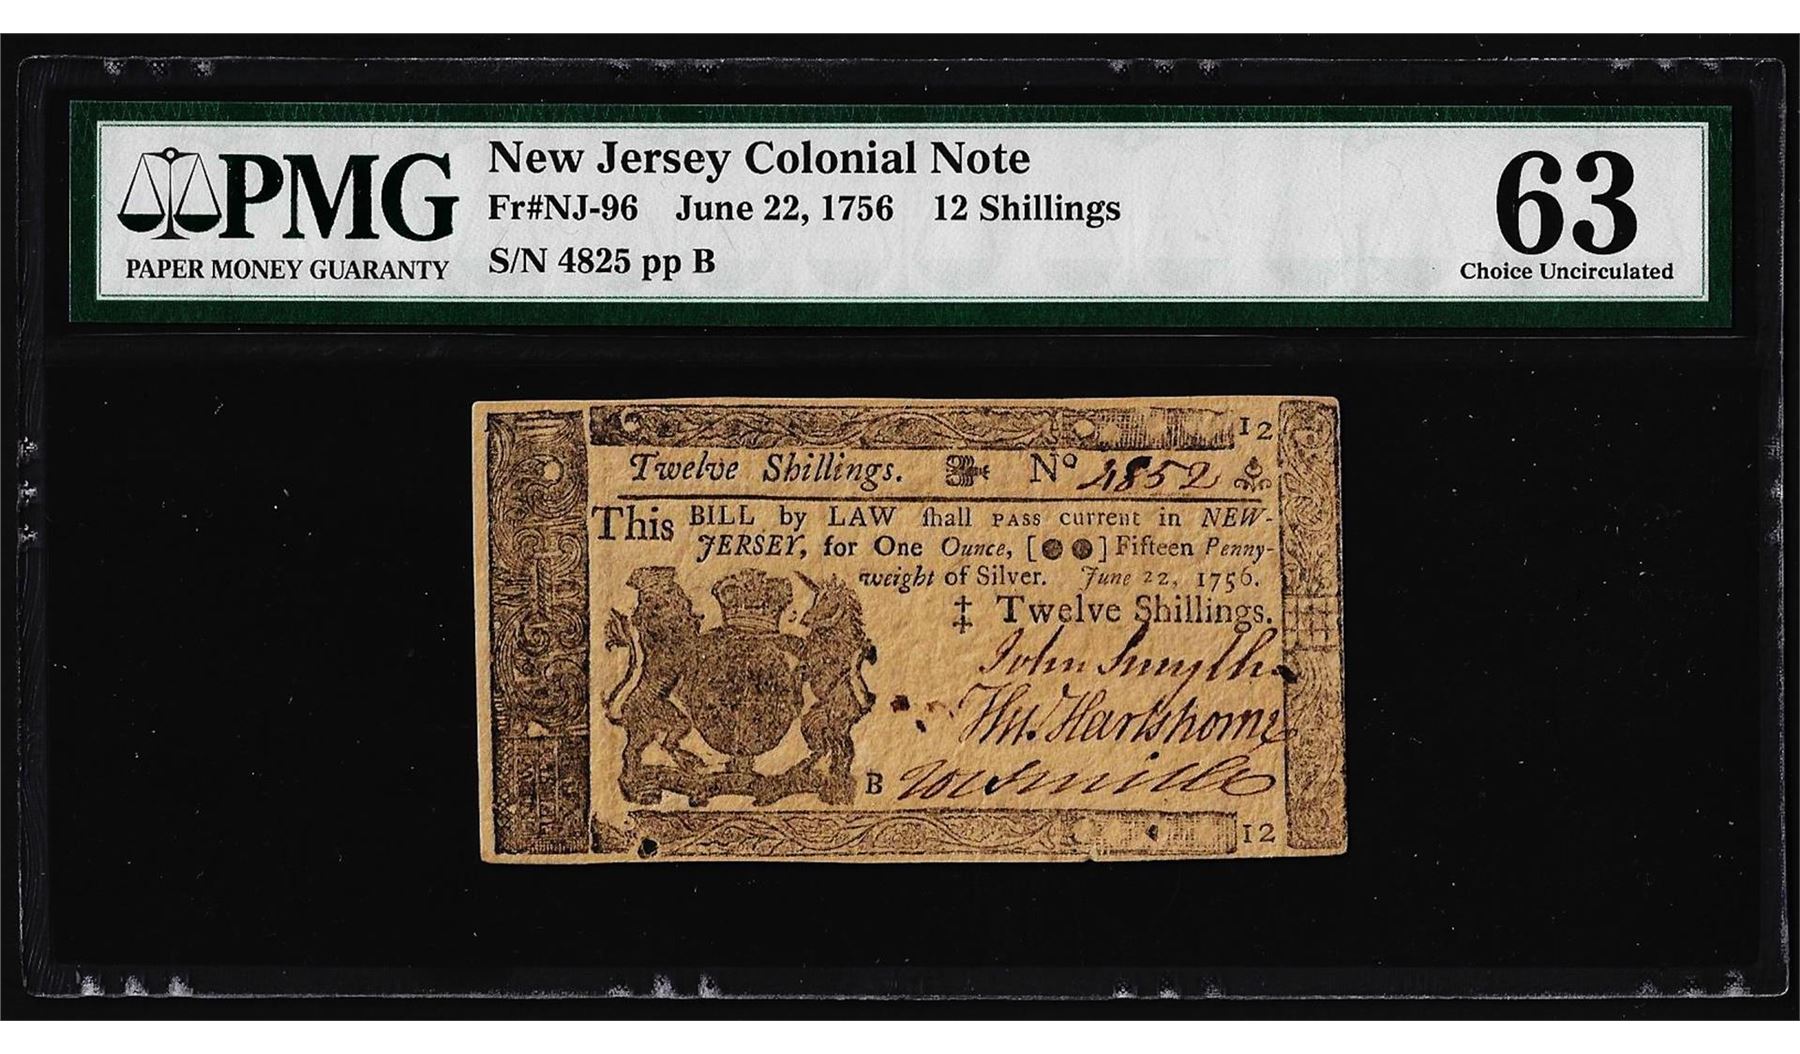 PMG
PAPER MONEY GUARANTY
New Jersey Colonial Note
Fr#NJ-96 June 22, 1756 12 Shillings
S/N 4825 pp B
63
Choice Uncirculated
12
Twelve Shillings. No 4852
This BILL by LAW ſhall PASS current in NEW-
JERSEY, for One Ounce, [●●] Fifteen Penny-
weight of Silver. June 22, 1756.
‡ Twelve Shillings.
John Smyth
Hu. Hartshorne
B
12